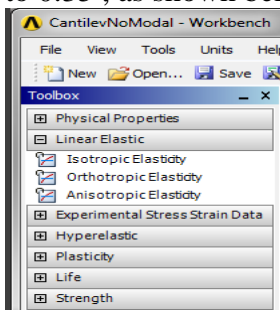 CantilevNoModal - Workbench
File View Tools Units Help
New Open... Save
Toolbox
Physical Properties
Linear Elastic
Isotropic Elasticity
Orthotropic Elasticity
Anisotropic Elasticity
Experimental Stress Strain Data
Hyperelastic
Plasticity
Life
Strength